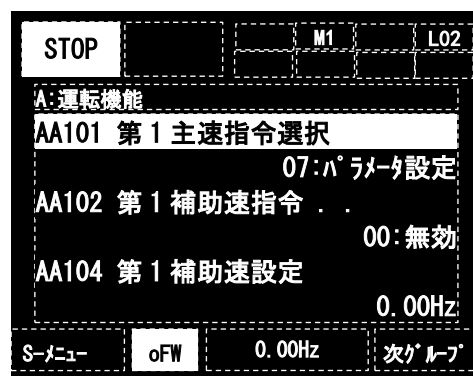 STOP M1 L02
A:運転機能
AA101 第1主速指令選択
07:ﾊﾟﾗﾒｰﾀ設定
AA102 第1補助速指令 . .
00:無効
AA104 第1補助速設定
0.00Hz
S-ﾒﾆｭｰ oFW 0.00Hz 次ｸﾞﾙｰﾌﾟ